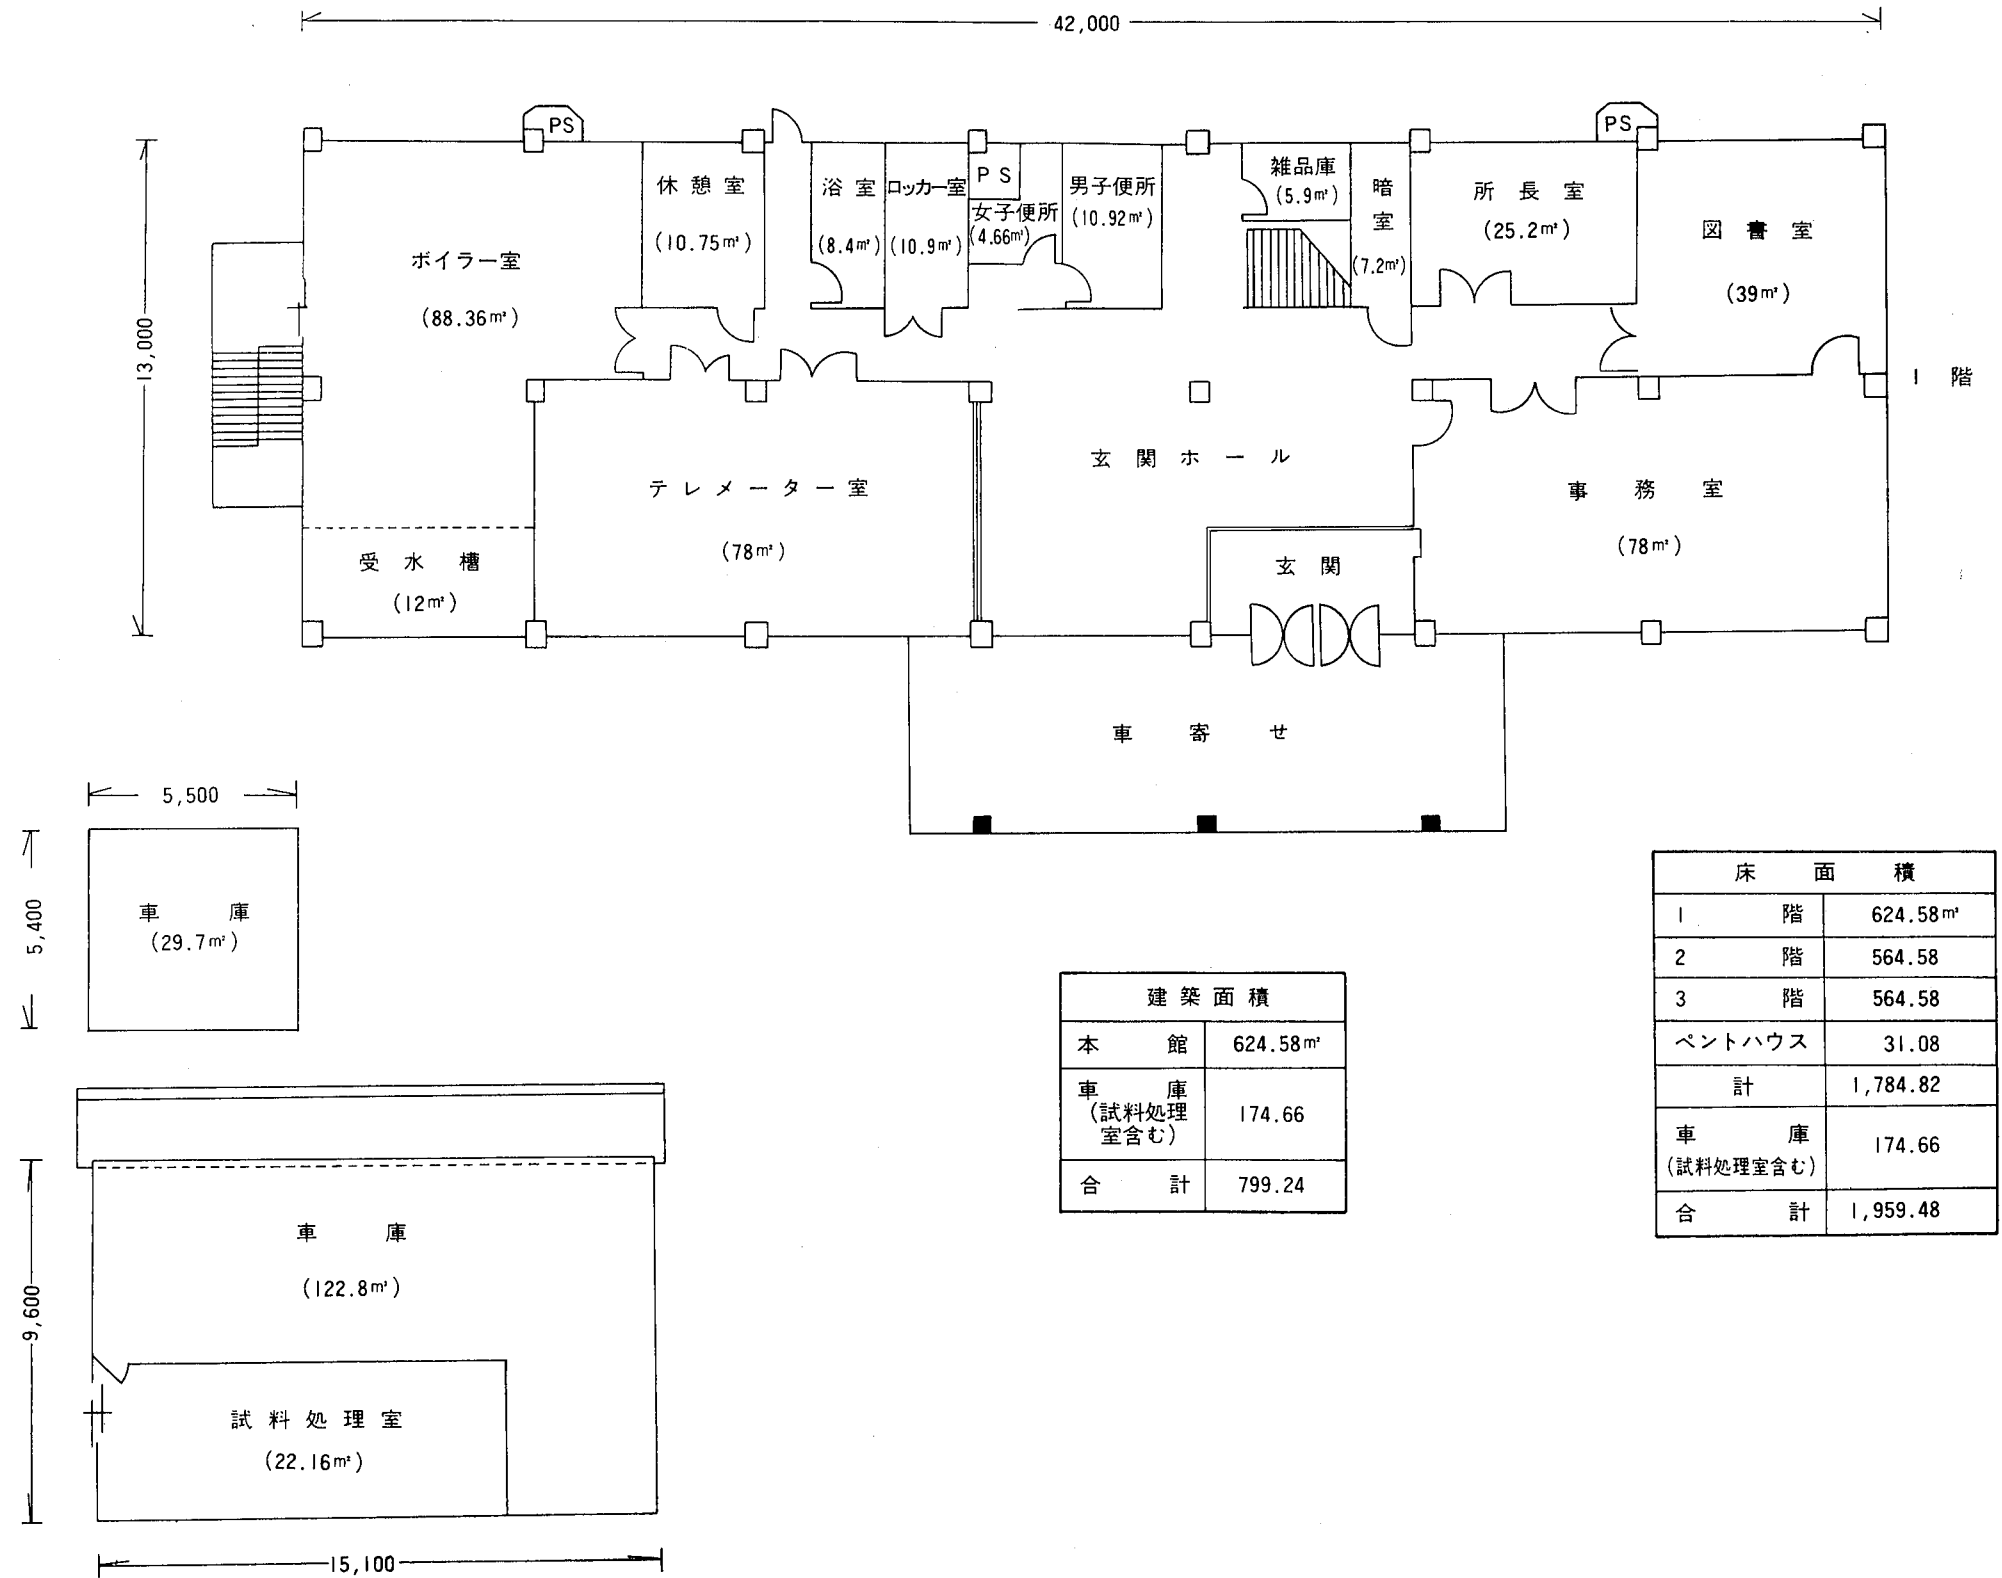 42,000
PS
PS
休憩室
(10.75㎡)
浴室
(8.4㎡)
ロッカー室
(10.9㎡)
PS
女子便所
(4.66㎡)
男子便所
(10.92㎡)
雑品庫
(5.9㎡)
暗室
(7.2㎡)
所長室
(25.2㎡)
図書室
(39㎡)
ボイラー室
(88.36㎡)
13,000
1階
テレメーター室
(78㎡)
玄関ホール
事務室
(78㎡)
受水槽
(12㎡)
玄関
車寄せ
5,500
5,400
車庫
(29.7㎡)
9,600
車庫
(122.8㎡)
試料処理室
(22.16㎡)
15,100
建築面積
本館 624.58㎡
車庫
(試料処理
室含む)
174.66
合計 799.24
床面積
1階 624.58㎡
2階 564.58
3階 564.58
ペントハウス 31.08
計 1,784.82
車庫
(試料処理室含む)
174.66
合計 1,959.48